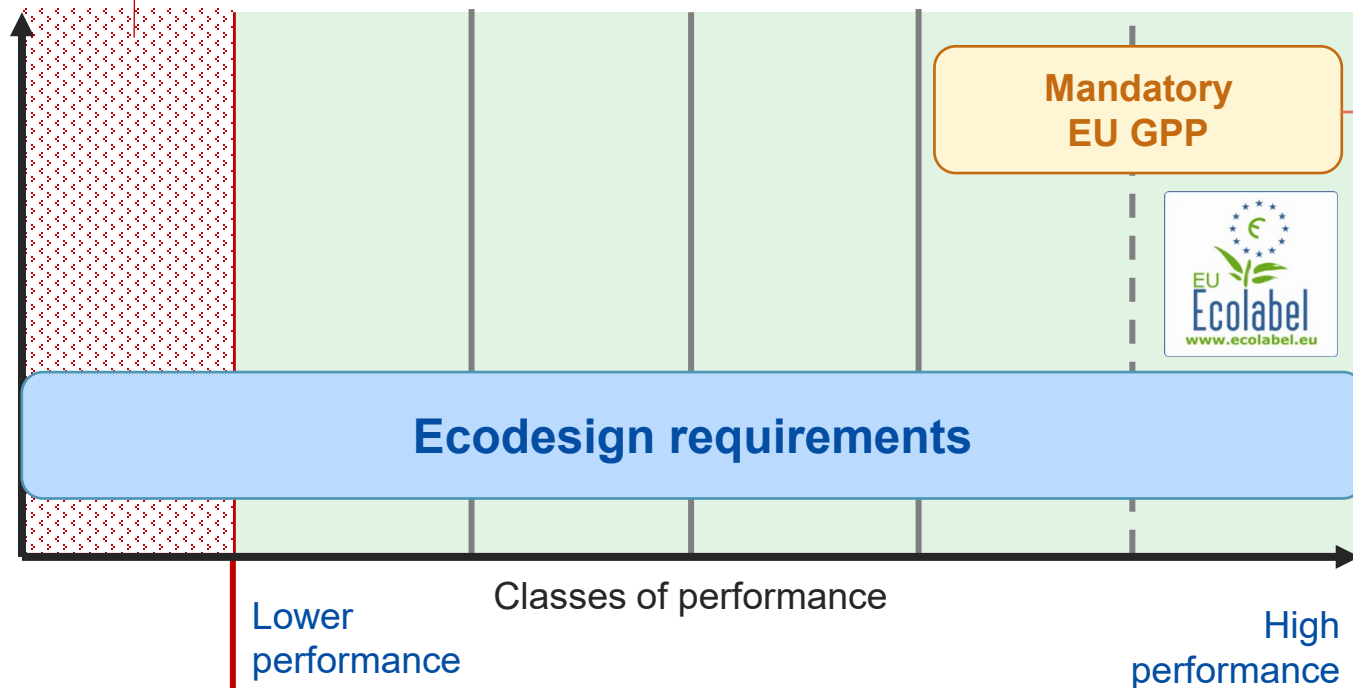 Mandatory
EU GPP
EU
Ecolabel
www.ecolabel.eu
Ecodesign requirements
Classes of performance
Lower
performance
High
performance